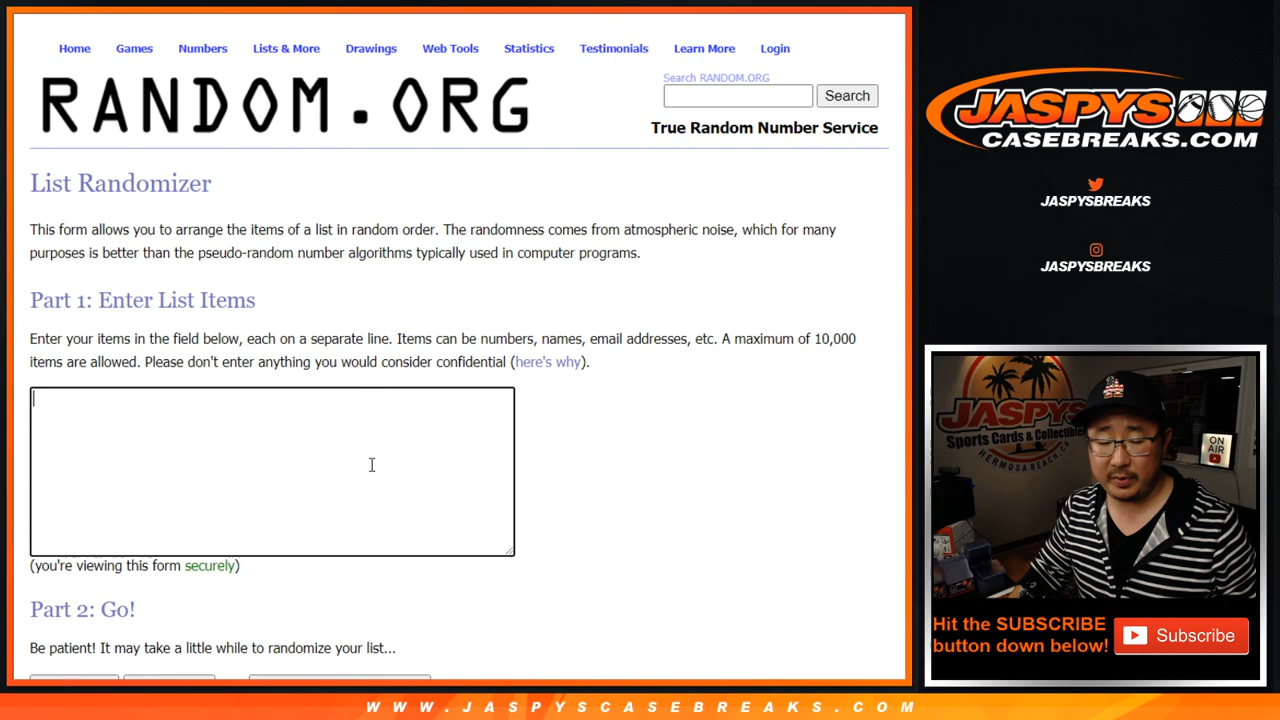 Home Games Numbers Lists & More Drawings Web Tools Statistics Testimonials Learn More Login
RANDOM.ORG
Search RANDOM.ORG
Search
True Random Number Service
List Randomizer
This form allows you to arrange the items of a list in random order. The randomness comes from atmospheric noise, which for many
purposes is better than the pseudo-random number algorithms typically used in computer programs.
Part 1: Enter List Items
Enter your items in the field below, each on a separate line. Items can be numbers, names, email addresses, etc. A maximum of 10,000
items are allowed. Please don't enter anything you would consider confidential (here's why).
(you're viewing this form securely)
Part 2: Go!
Be patient! It may take a little while to randomize your list...
JASPYS
CASEBREAKS.COM
JASPYSBREAKS
JASPYSBREAKS
JASPYS
Sports Cards & Collectibles
HERMOSA BEACH, CA
ON
AIR
Hit the SUBSCRIBE
button down below!
Subscribe
WWW.JASPYSCASEBREAKS.COM